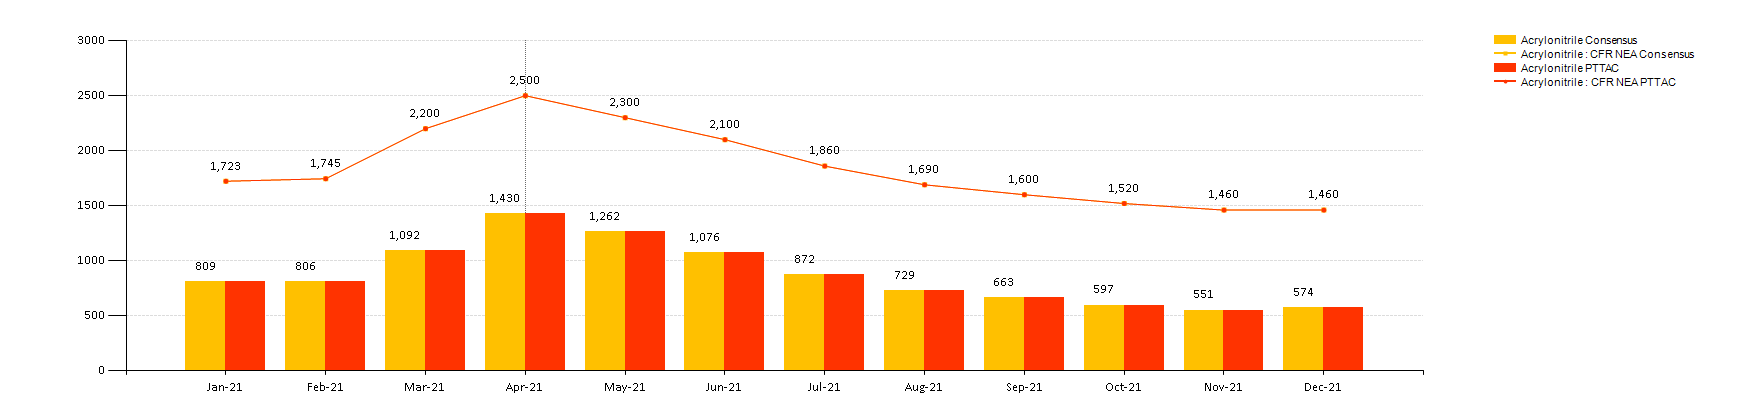 3000
2500
2000
1500
1000
500
0
1,723
1,745
2,200
2,500
2,300
2,100
1,860
1,690
1,600
1,520
1,460
1,460
809
806
1,092
1,430
1,262
1,076
872
729
663
597
551
574
Jan-21
Feb-21
Mar-21
Apr-21
May-21
Jun-21
Jul-21
Aug-21
Sep-21
Oct-21
Nov-21
Dec-21
Acrylonitrile Consensus
Acrylonitrile : CFR NEA Consensus
Acrylonitrile PTTAC
Acrylonitrile : CFR NEA PTTAC